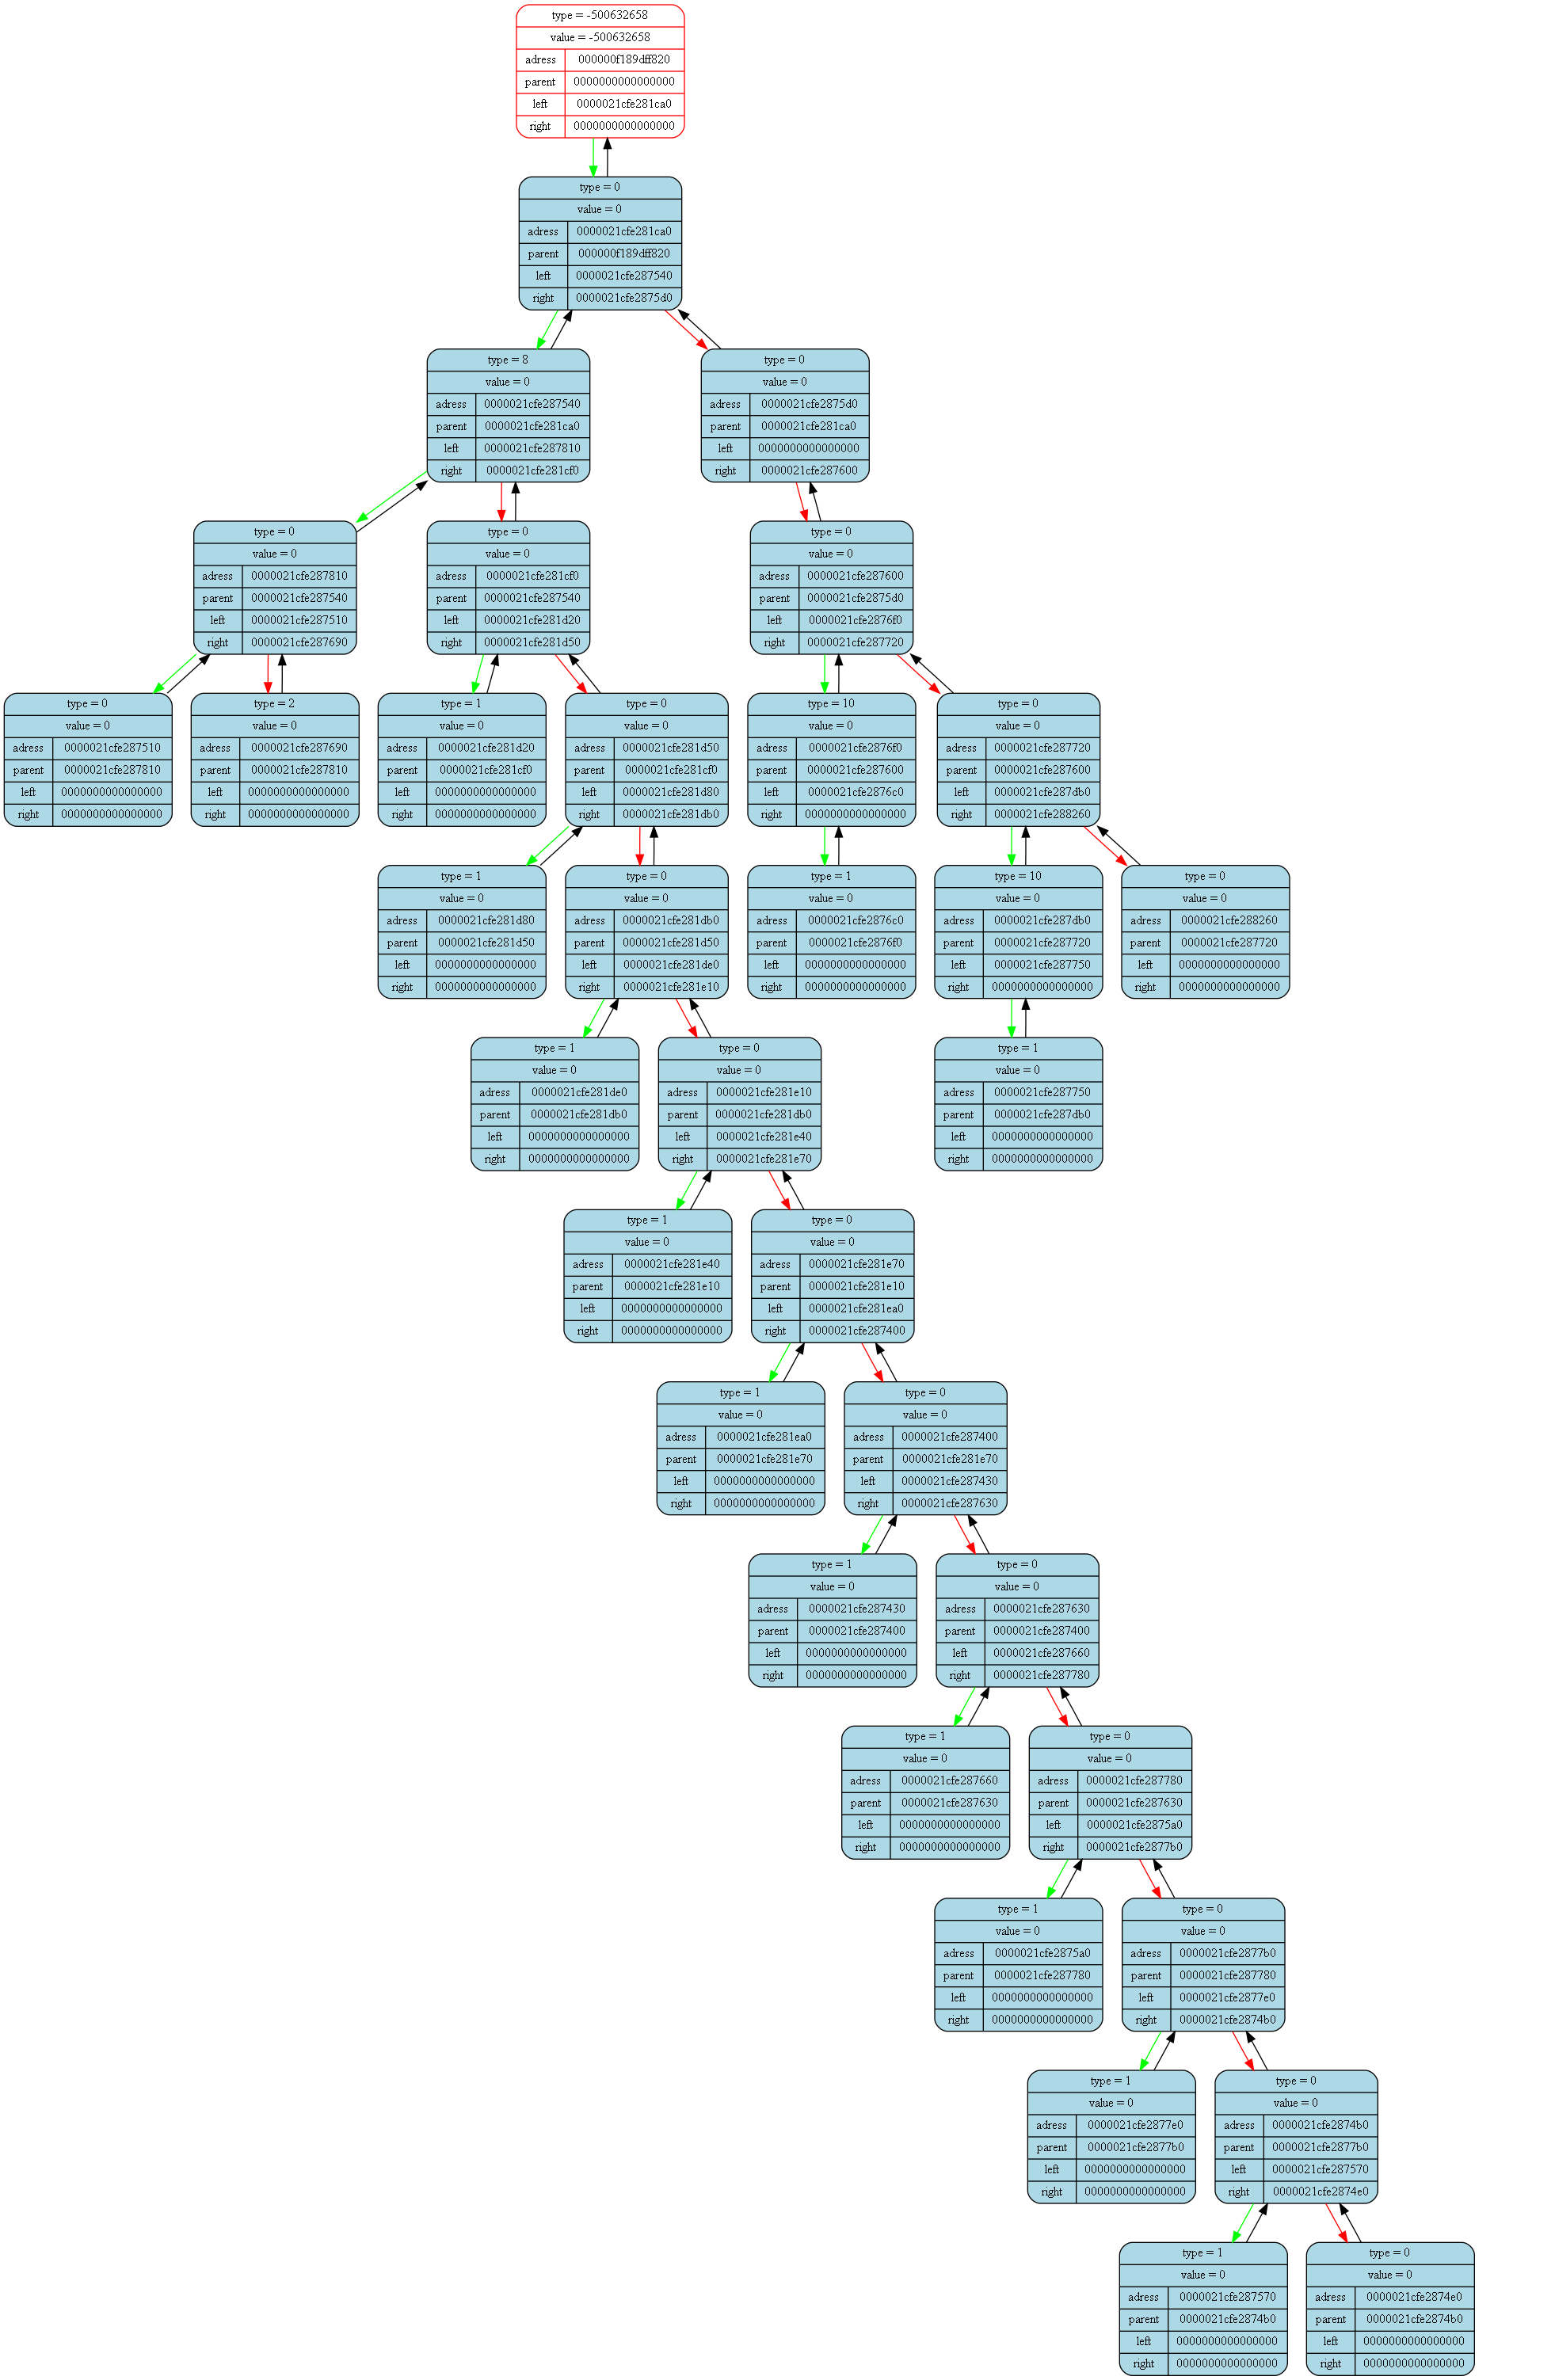 type = -500632658
value = -500632658
adress 000000f189dff820
parent 0000000000000000
left 0000021cfe281ca0
right 0000000000000000
type = 0
value = 0
adress 0000021cfe281ca0
parent 000000f189dff820
left 0000021cfe287540
right 0000021cfe2875d0
type = 8
value = 0
adress 0000021cfe287540
parent 0000021cfe281ca0
left 0000021cfe287810
right 0000021cfe281cf0
type = 0
value = 0
adress 0000021cfe2875d0
parent 0000021cfe281ca0
left 0000000000000000
right 0000021cfe287600
type = 0
value = 0
adress 0000021cfe287810
parent 0000021cfe287540
left 0000021cfe287510
right 0000021cfe287690
type = 0
value = 0
adress 0000021cfe281cf0
parent 0000021cfe287540
left 0000021cfe281d20
right 0000021cfe281d50
type = 0
value = 0
adress 0000021cfe287600
parent 0000021cfe2875d0
left 0000021cfe2876f0
right 0000021cfe287720
type = 0
value = 0
adress 0000021cfe287510
parent 0000021cfe287810
left 0000000000000000
right 0000000000000000
type = 2
value = 0
adress 0000021cfe287690
parent 0000021cfe287810
left 0000000000000000
right 0000000000000000
type = 1
value = 0
adress 0000021cfe281d20
parent 0000021cfe281cf0
left 0000000000000000
right 0000000000000000
type = 0
value = 0
adress 0000021cfe281d50
parent 0000021cfe281cf0
left 0000021cfe281d80
right 0000021cfe281db0
type = 10
value = 0
adress 0000021cfe2876f0
parent 0000021cfe287600
left 0000021cfe2876c0
right 0000000000000000
type = 0
value = 0
adress 0000021cfe287720
parent 0000021cfe287600
left 0000021cfe287db0
right 0000021cfe288260
type = 1
value = 0
adress 0000021cfe281d80
parent 0000021cfe281d50
left 0000000000000000
right 0000000000000000
type = 0
value = 0
adress 0000021cfe281db0
parent 0000021cfe281d50
left 0000021cfe281de0
right 0000021cfe281e10
type = 1
value = 0
adress 0000021cfe2876c0
parent 0000021cfe2876f0
left 0000000000000000
right 0000000000000000
type = 10
value = 0
adress 0000021cfe287db0
parent 0000021cfe287720
left 0000021cfe287750
right 0000000000000000
type = 0
value = 0
adress 0000021cfe288260
parent 0000021cfe287720
left 0000000000000000
right 0000000000000000
type = 1
value = 0
adress 0000021cfe281de0
parent 0000021cfe281db0
left 0000000000000000
right 0000000000000000
type = 0
value = 0
adress 0000021cfe281e10
parent 0000021cfe281db0
left 0000021cfe281e40
right 0000021cfe281e70
type = 1
value = 0
adress 0000021cfe287750
parent 0000021cfe287db0
left 0000000000000000
right 0000000000000000
type = 1
value = 0
adress 0000021cfe281e40
parent 0000021cfe281e10
left 0000000000000000
right 0000000000000000
type = 0
value = 0
adress 0000021cfe281e70
parent 0000021cfe281e10
left 0000021cfe281ea0
right 0000021cfe287400
type = 1
value = 0
adress 0000021cfe281ea0
parent 0000021cfe281e70
left 0000000000000000
right 0000000000000000
type = 0
value = 0
adress 0000021cfe287400
parent 0000021cfe281e70
left 0000021cfe287430
right 0000021cfe287630
type = 1
value = 0
adress 0000021cfe287430
parent 0000021cfe287400
left 0000000000000000
right 0000000000000000
type = 0
value = 0
adress 0000021cfe287630
parent 0000021cfe287400
left 0000021cfe287660
right 0000021cfe287780
type = 1
value = 0
adress 0000021cfe287660
parent 0000021cfe287630
left 0000000000000000
right 0000000000000000
type = 0
value = 0
adress 0000021cfe287780
parent 0000021cfe287630
left 0000021cfe2875a0
right 0000021cfe2877b0
type = 1
value = 0
adress 0000021cfe2875a0
parent 0000021cfe287780
left 0000000000000000
right 0000000000000000
type = 0
value = 0
adress 0000021cfe2877b0
parent 0000021cfe287780
left 0000021cfe2877e0
right 0000021cfe2874b0
type = 1
value = 0
adress 0000021cfe2877e0
parent 0000021cfe2877b0
left 0000000000000000
right 0000000000000000
type = 0
value = 0
adress 0000021cfe2874b0
parent 0000021cfe2877b0
left 0000021cfe287570
right 0000021cfe2874e0
type = 1
value = 0
adress 0000021cfe287570
parent 0000021cfe2874b0
left 0000000000000000
right 0000000000000000
type = 0
value = 0
adress 0000021cfe2874e0
parent 0000021cfe2874b0
left 0000000000000000
right 0000000000000000